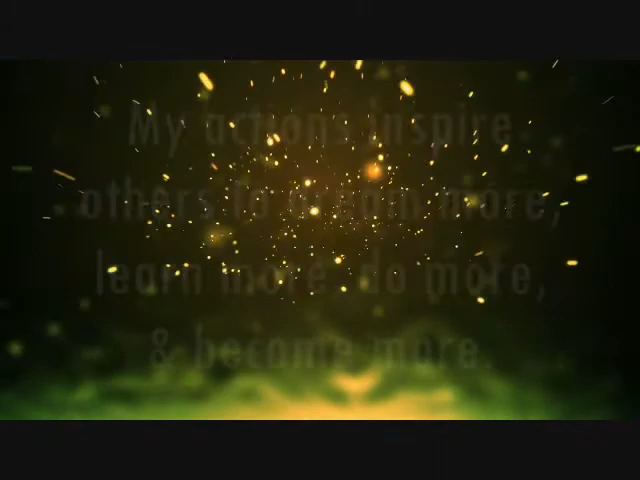 My actions inspire
others to dream more,
learn more, do more,
& become more.